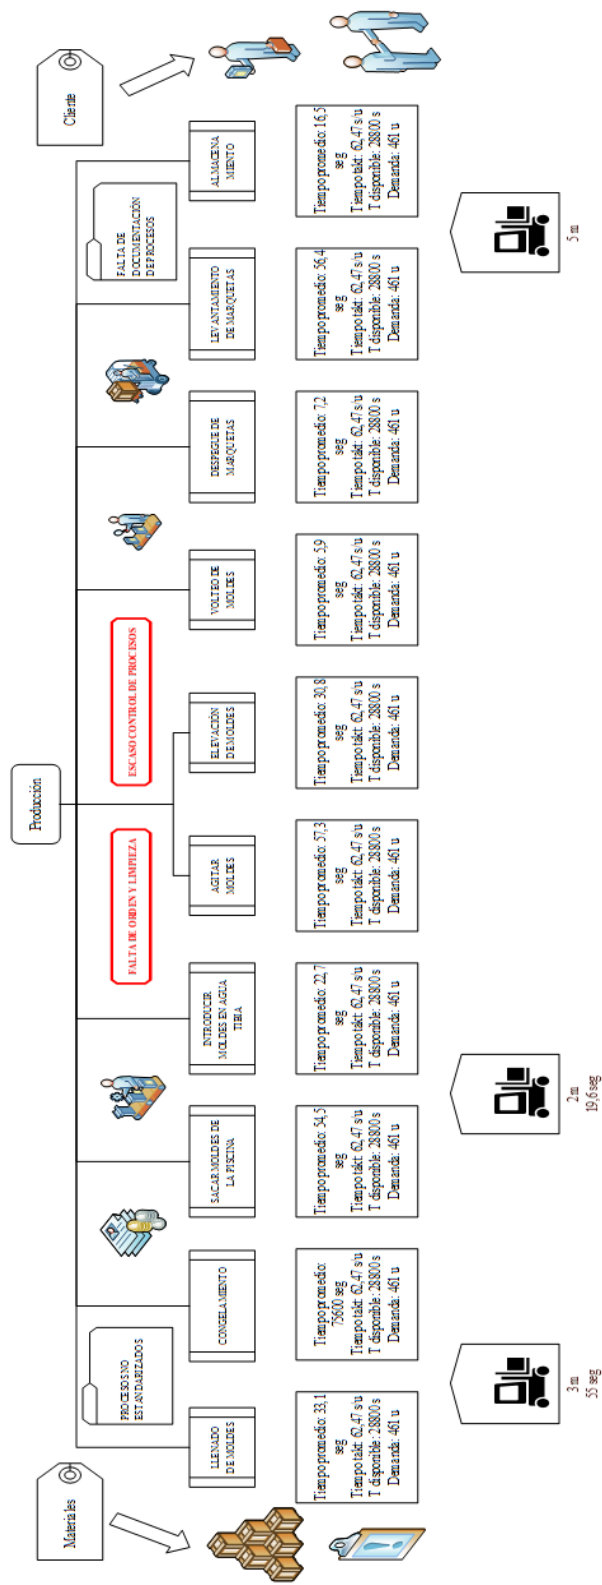 Materiales
Producción
Cliente
PROCESOS NO
ESTANDARIZADOS
FALTA DE ORDEN Y LIMPIEZA
ESCASO CONTROL DE PROCESOS
FALTA DE
DOCUMENTACIÓN
DE PROCESOS
LLENADO
DE MOLDES
CONGELAMIENTO
SACAR MOLDES DE
LA PISCINA
INTRODUCIR
MOLDES EN AGUA
TIBIA
AGITAR
MOLDES
ELEVACIÓN
DE MOLDES
VOLTEO DE
MOLDES
DESPEGUE DE
MARQUETAS
LEVANTAMIENTO
DE MARQUETAS
ALMACENA
MIENTO
Tiempo promedio: 33,1
seg
Tiempo takt: 62,47 s/u
T disponible: 28800 s
Demanda: 461 u
Tiempo promedio:
75600 seg
Tiempo takt: 62,47 s/u
T disponible: 28800 s
Demanda: 461 u
Tiempo promedio: 54,5
seg
Tiempo takt: 62,47 s/u
T disponible: 28800 s
Demanda: 461 u
Tiempo promedio: 22,7
seg
Tiempo takt: 62,47 s/u
T disponible: 28800 s
Demanda: 461 u
Tiempo promedio: 57,3
seg
Tiempo takt: 62,47 s/u
T disponible: 28800 s
Demanda: 461 u
Tiempo promedio: 30,8
seg
Tiempo takt: 62,47 s/u
T disponible: 28800 s
Demanda: 461 u
Tiempo promedio: 5,9
seg
Tiempo takt: 62,47 s/u
T disponible: 28800 s
Demanda: 461 u
Tiempo promedio: 7,2
seg
Tiempo takt: 62,47 s/u
T disponible: 28800 s
Demanda: 461 u
Tiempo promedio: 56,4
seg
Tiempo takt: 62,47 s/u
T disponible: 28800 s
Demanda: 461 u
Tiempo promedio: 16,5
seg
Tiempo takt: 62,47 s/u
T disponible: 28800 s
Demanda: 461 u
3 m
55 seg
2 m
19,6 seg
5 m